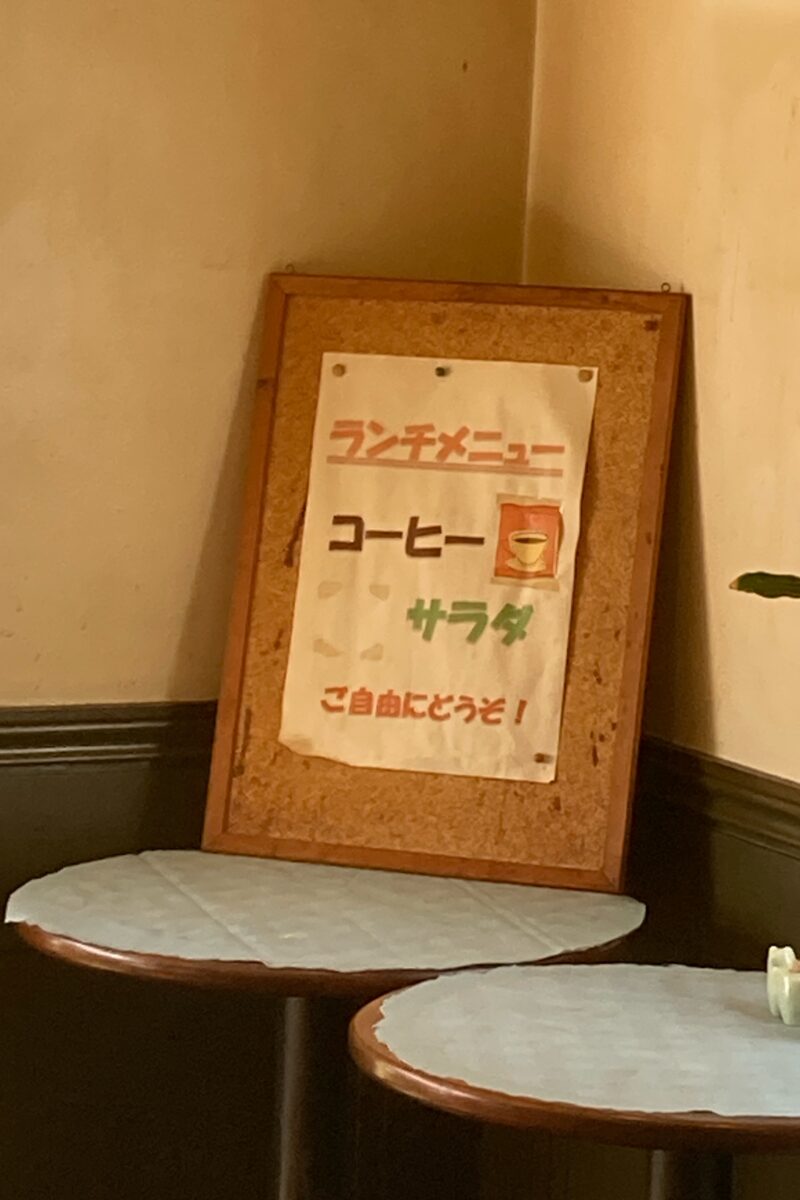 ランチメニュー
コーヒー
サラダ
ご自由にどうぞ！